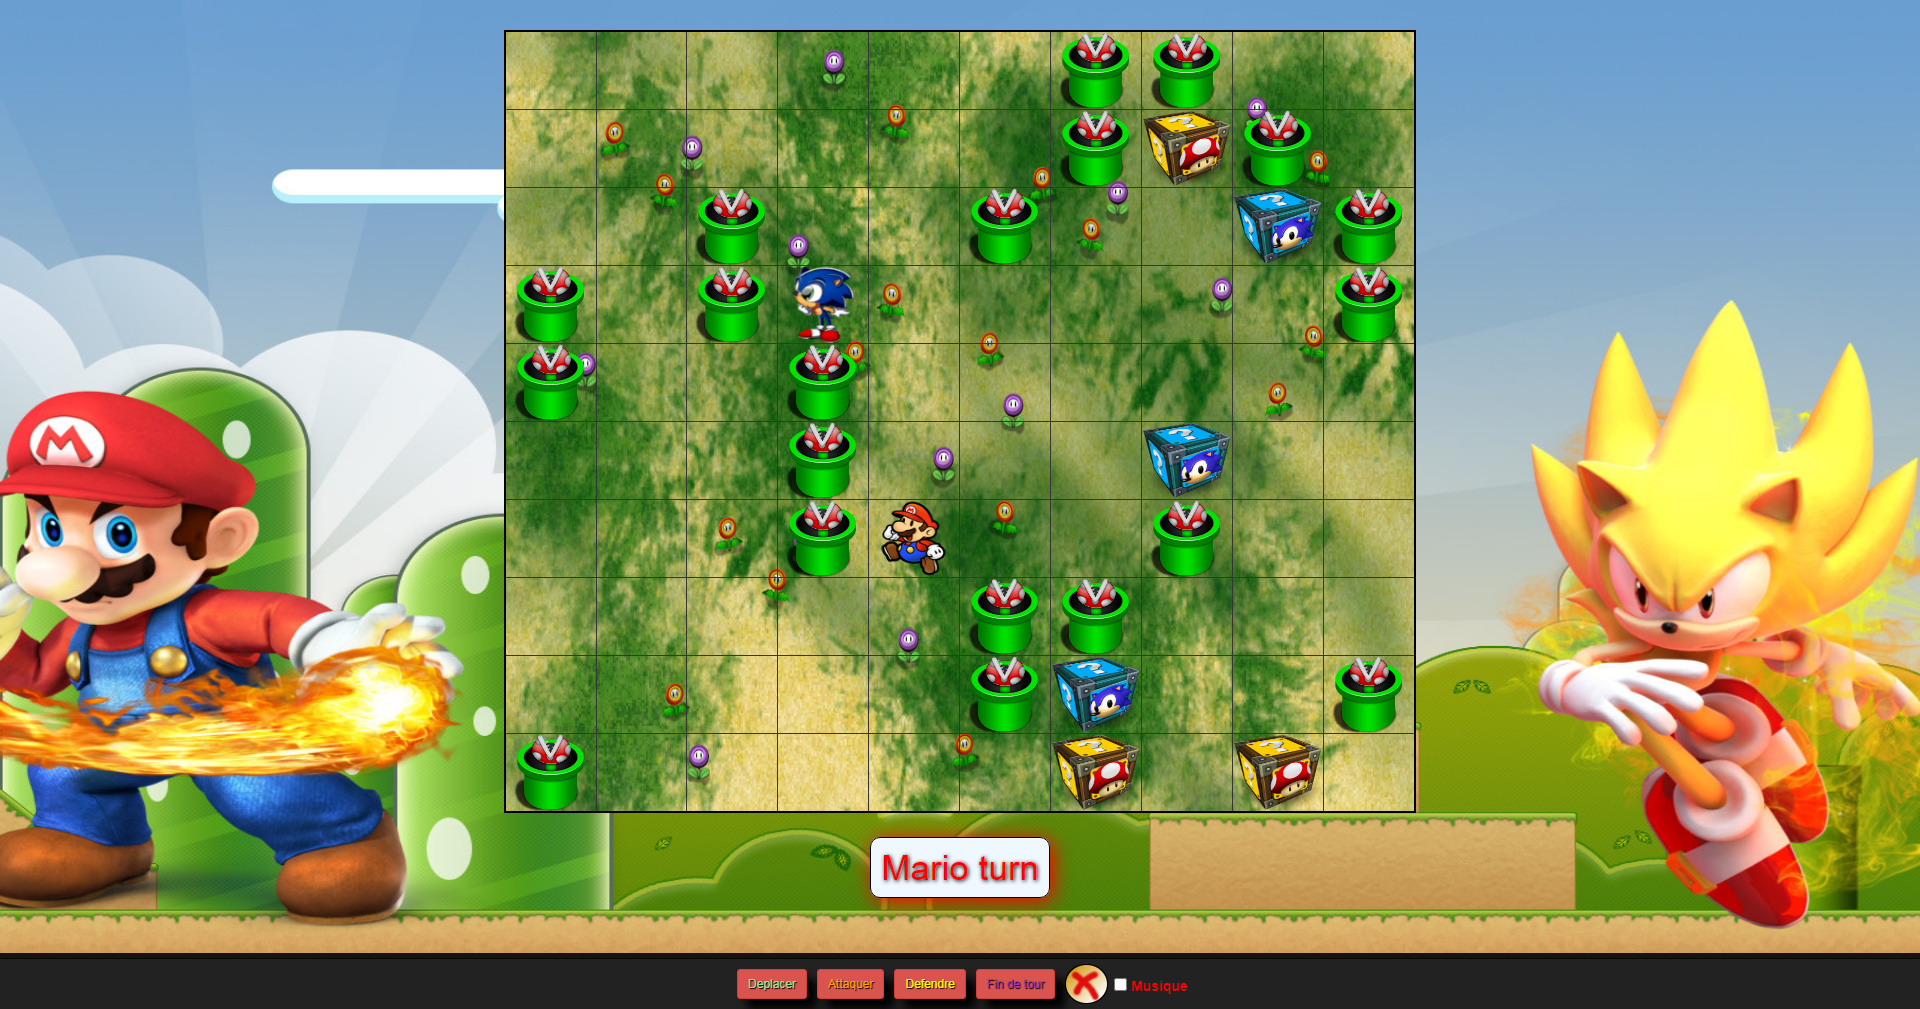 Mario turn
Deplacer
Attaquer
Defendre
Fin de tour
Musique